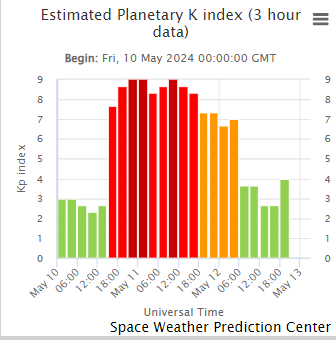 Estimated Planetary K index (3 hour
data)
Begin: Fri, 10 May 2024 00:00:00 GMT
9 9
8 8
7 7
6 6
5 5
4 4
3 3
2 2
1 1
0 0
Kp index
May 10 06:00 12:00 18:00 May 11 06:00 12:00 18:00 May 12 06:00 12:00 18:00 May 13
Universal Time
Space Weather Prediction Center